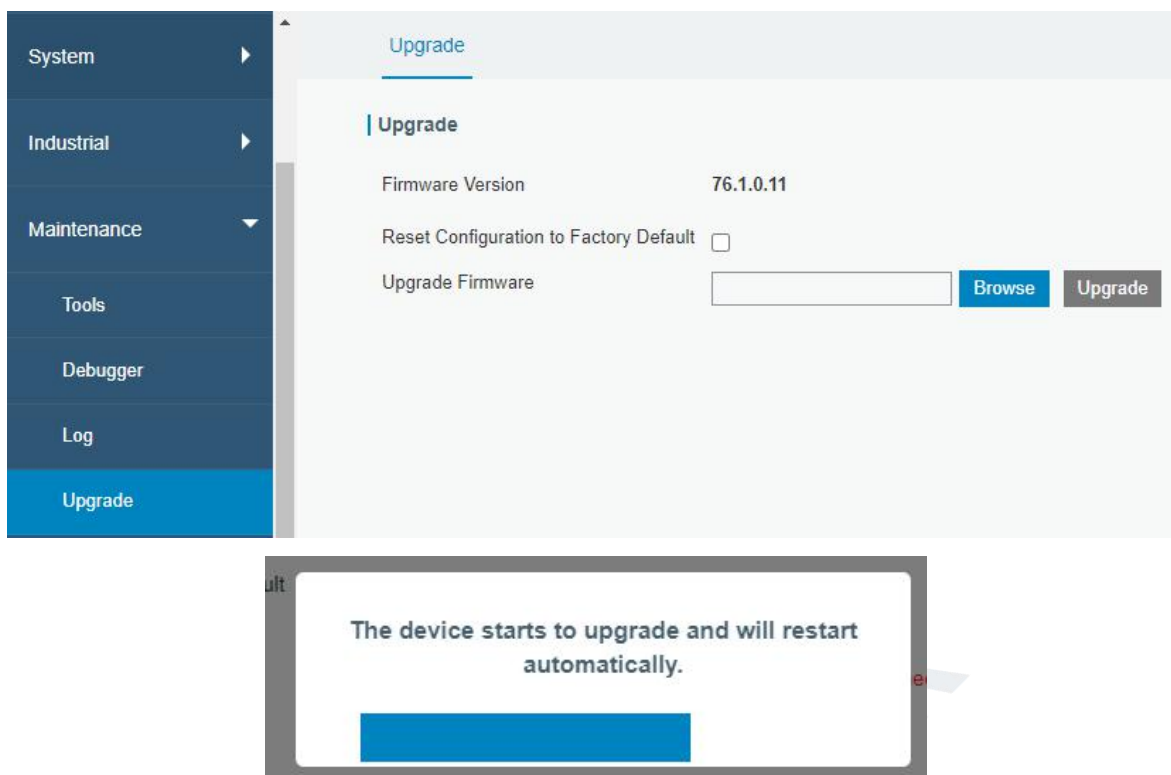 System
Industrial
Maintenance
Tools
Debugger
Log
Upgrade
Upgrade
Upgrade
Firmware Version 76.1.0.11
Reset Configuration to Factory Default
Upgrade Firmware Browse Upgrade
ult
The device starts to upgrade and will restart
automatically.